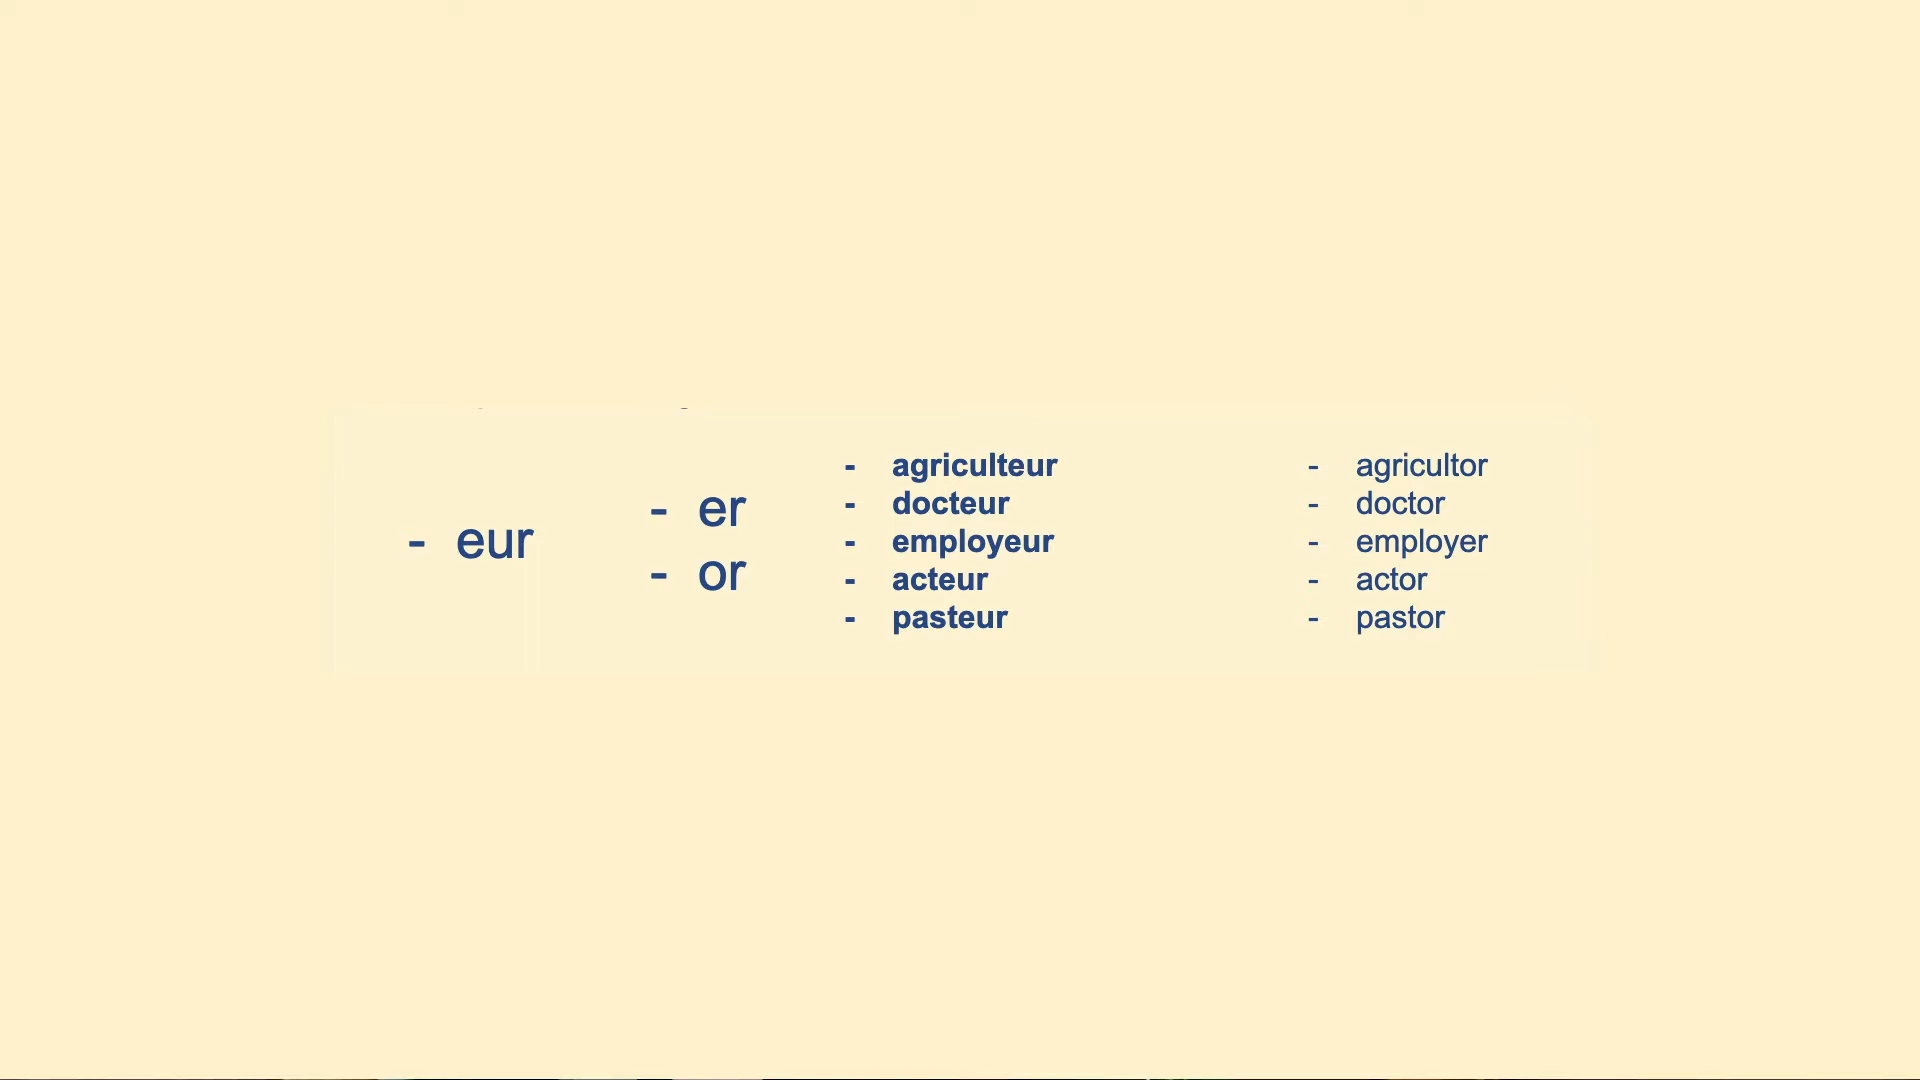 - eur
- er
- or
- agriculteur
- docteur
- employeur
- acteur
- pasteur
- agricultor
- doctor
- employer
- actor
- pastor